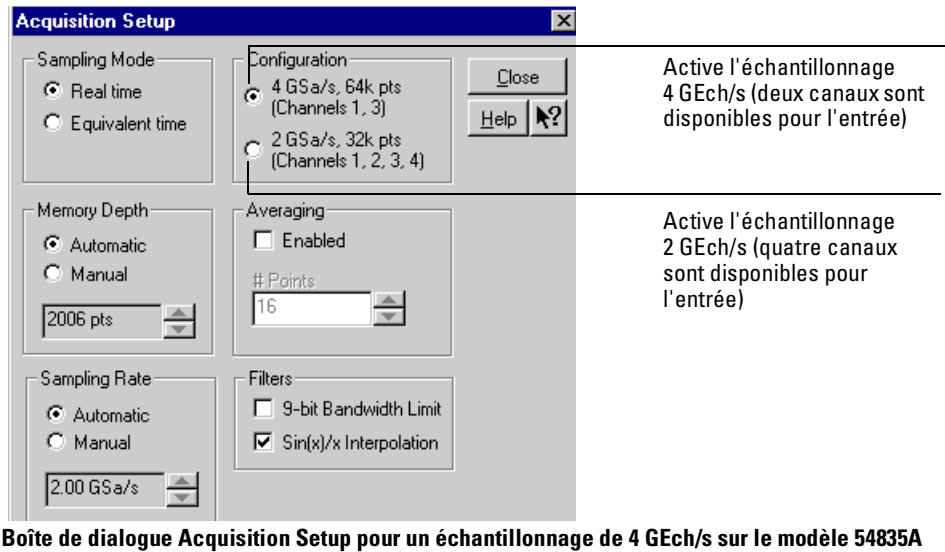 Acquisition Setup
Sampling Mode
Real time
Equivalent time
Configuration
4 GSa/s, 64k pts
(Channels 1, 3)
2 GSa/s, 32k pts
(Channels 1, 2, 3, 4)
Close
Help
?
Memory Depth
Automatic
Manual
2006 pts
Averaging
Enabled
# Points
16
Sampling Rate
Automatic
Manual
2.00 GSa/s
Filters
9-bit Bandwidth Limit
Sin(x)/x Interpolation
Active l'échantillonnage
4 GEch/s (deux canaux sont
disponibles pour l'entrée)
Active l'échantillonnage
2 GEch/s (quatre canaux
sont disponibles pour
l'entrée)
Boîte de dialogue Acquisition Setup pour un échantillonnage de 4 GEch/s sur le modèle 54835A